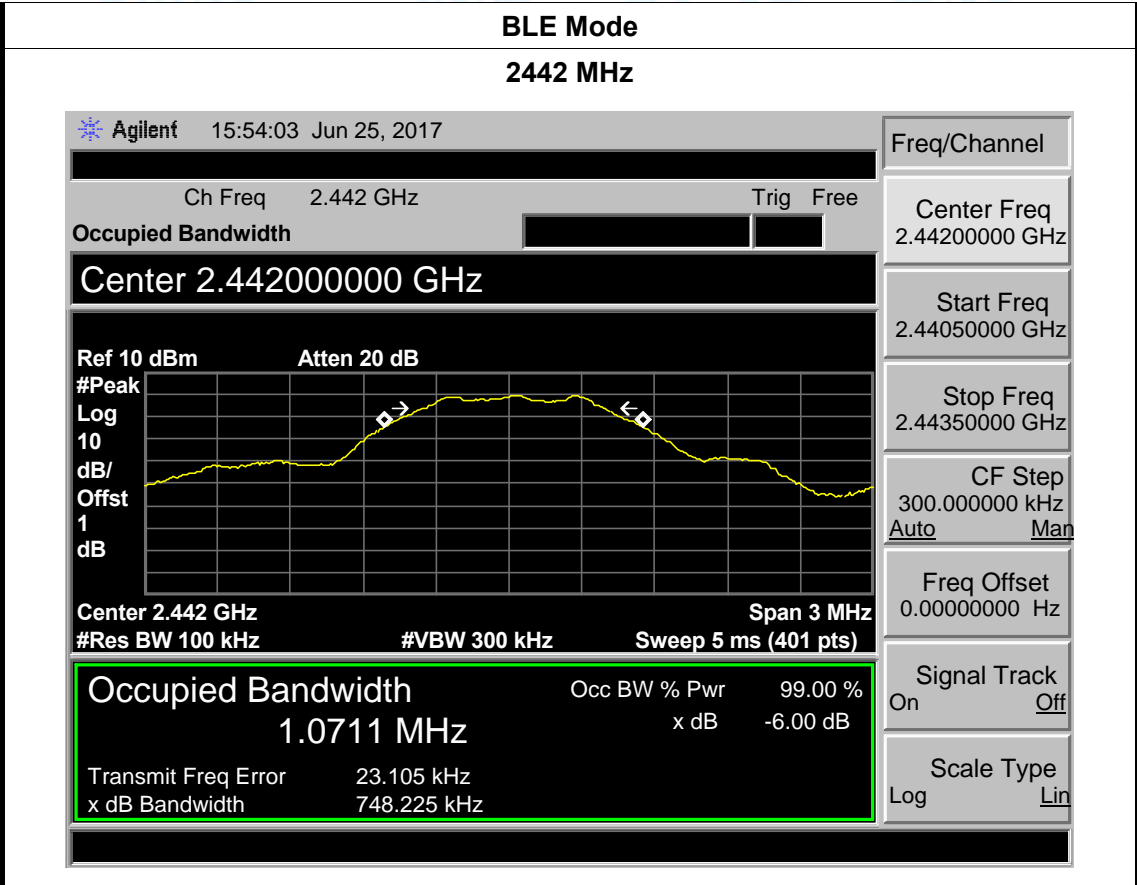 BLE Mode
2442 MHz
Agilent 15:54:03 Jun 25, 2017
Freq/Channel
Ch Freq 2.442 GHz Trig Free
Occupied Bandwidth
Center 2.442000000 GHz
Ref 10 dBm Atten 20 dB
#Peak
Log
10
dB/
Offst
1
dB
Center 2.442 GHz Span 3 MHz
#Res BW 100 kHz #VBW 300 kHz Sweep 5 ms (401 pts)
Occupied Bandwidth
1.0711 MHz
Occ BW % Pwr 99.00 %
x dB -6.00 dB
Transmit Freq Error 23.105 kHz
x dB Bandwidth 748.225 kHz
Center Freq
2.44200000 GHz
Start Freq
2.44050000 GHz
Stop Freq
2.44350000 GHz
CF Step
300.000000 kHz
Auto Man
Freq Offset
0.00000000 Hz
Signal Track
On Off
Scale Type
Log Lin